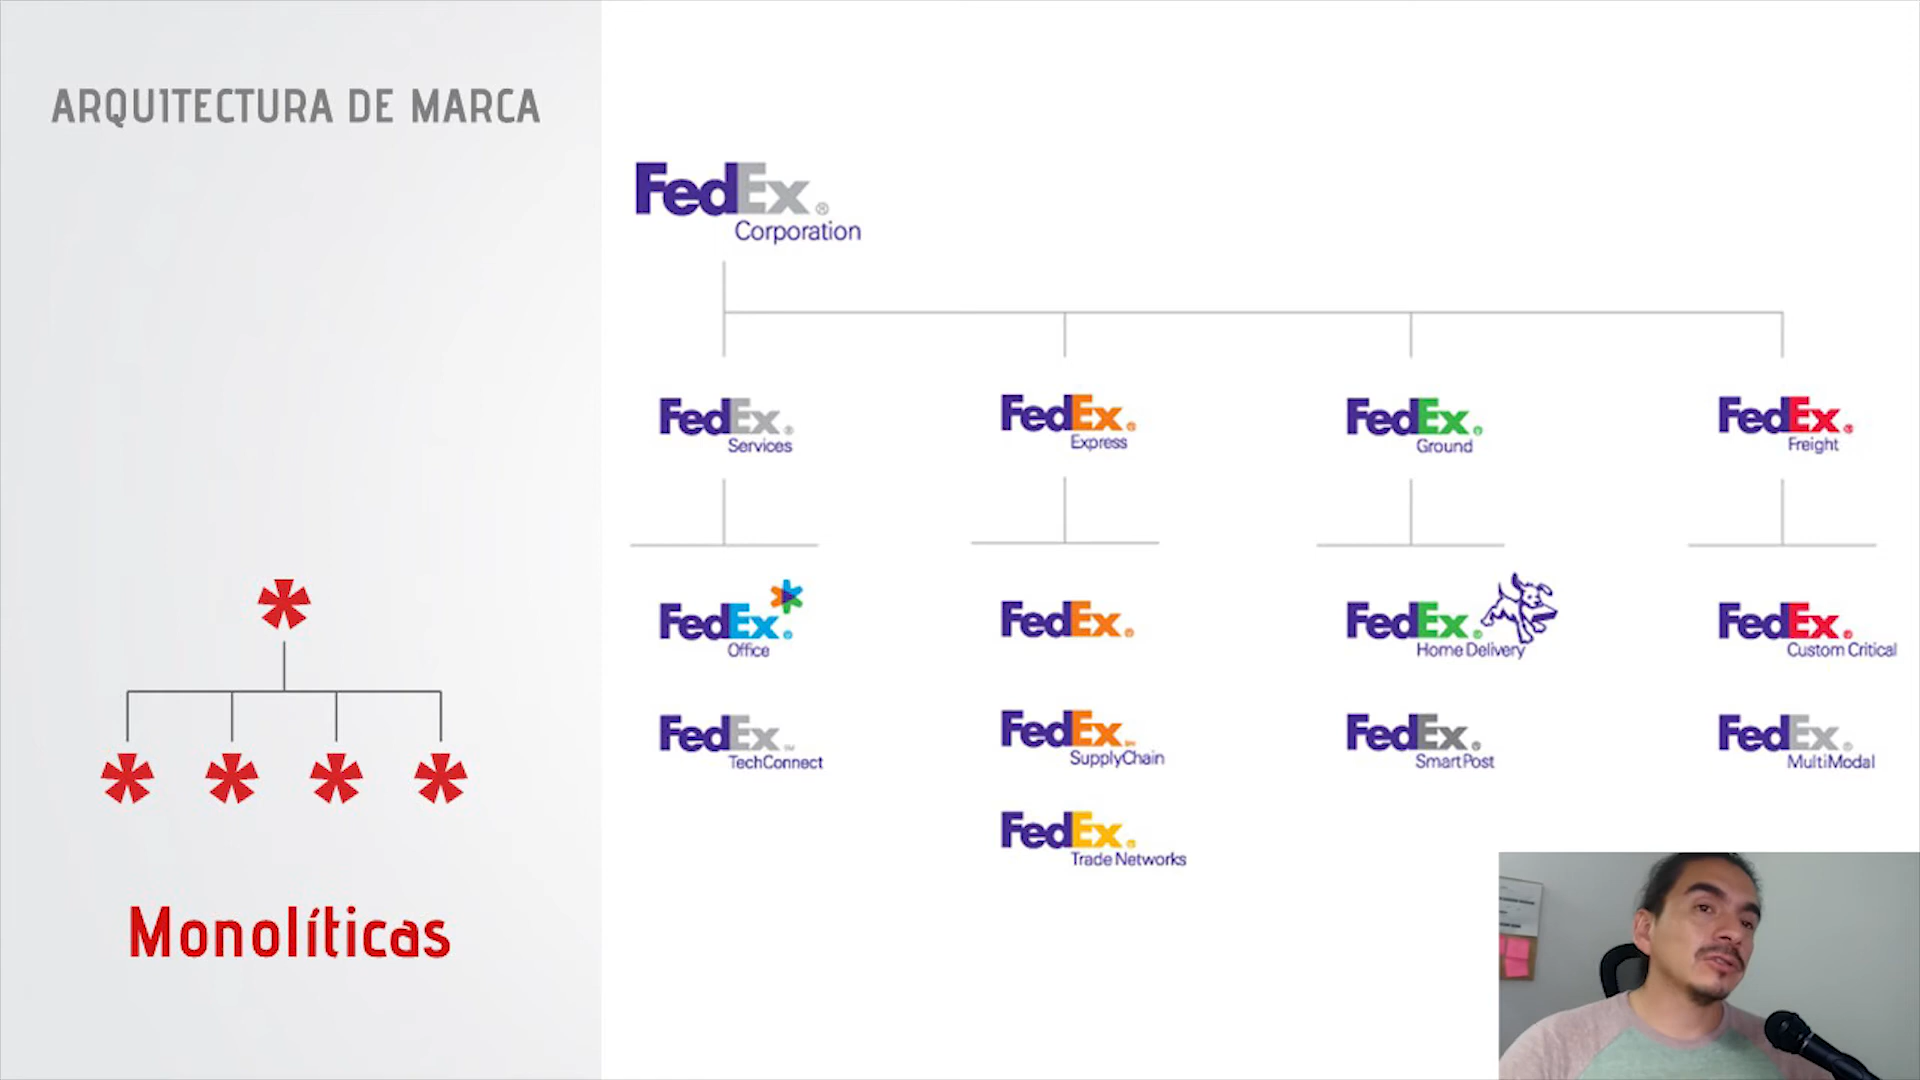 ARQUITECTURA DE MARCA
FedEx®
Corporation
FedEx®
Services
FedEx®
Express
FedEx®
Ground
FedEx®
Freight
FedEx®
Office
FedEx®
FedEx®
Home Delivery
FedEx®
Custom Critical
FedEx℠
TechConnect
FedEx
SupplyChain
FedEx®
SmartPost
FedEx®
MultiModal
FedEx®
Trade Networks
Monolíticas